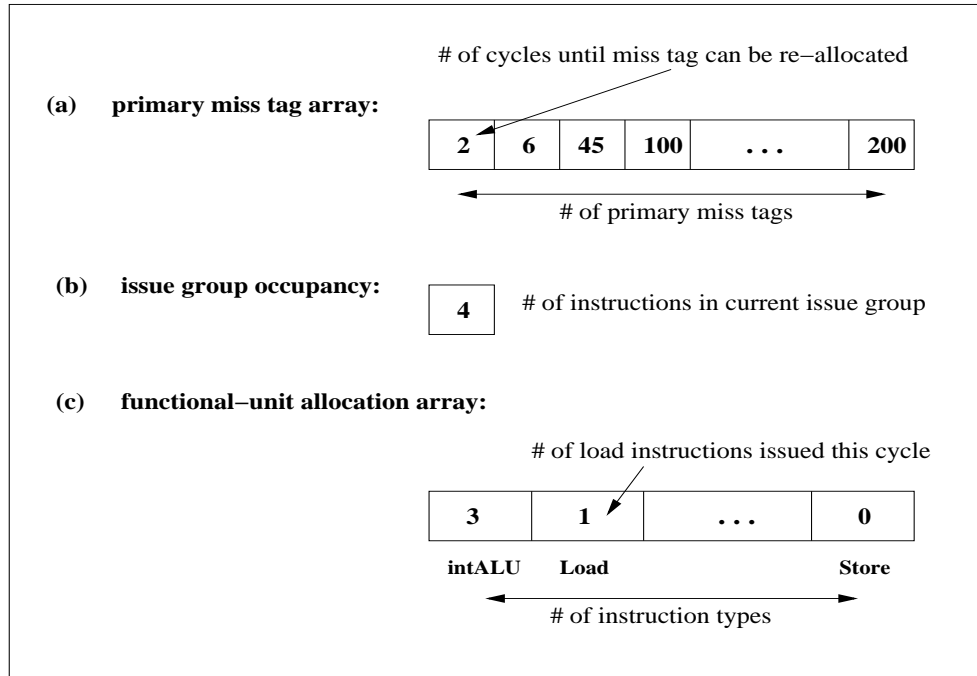 # of cycles until miss tag can be re−allocated
(a) primary miss tag array:
2 6 45 100 . . . 200
# of primary miss tags
(b) issue group occupancy:
4 # of instructions in current issue group
(c) functional−unit allocation array:
# of load instructions issued this cycle
3 1 . . . 0
intALU Load Store
# of instruction types